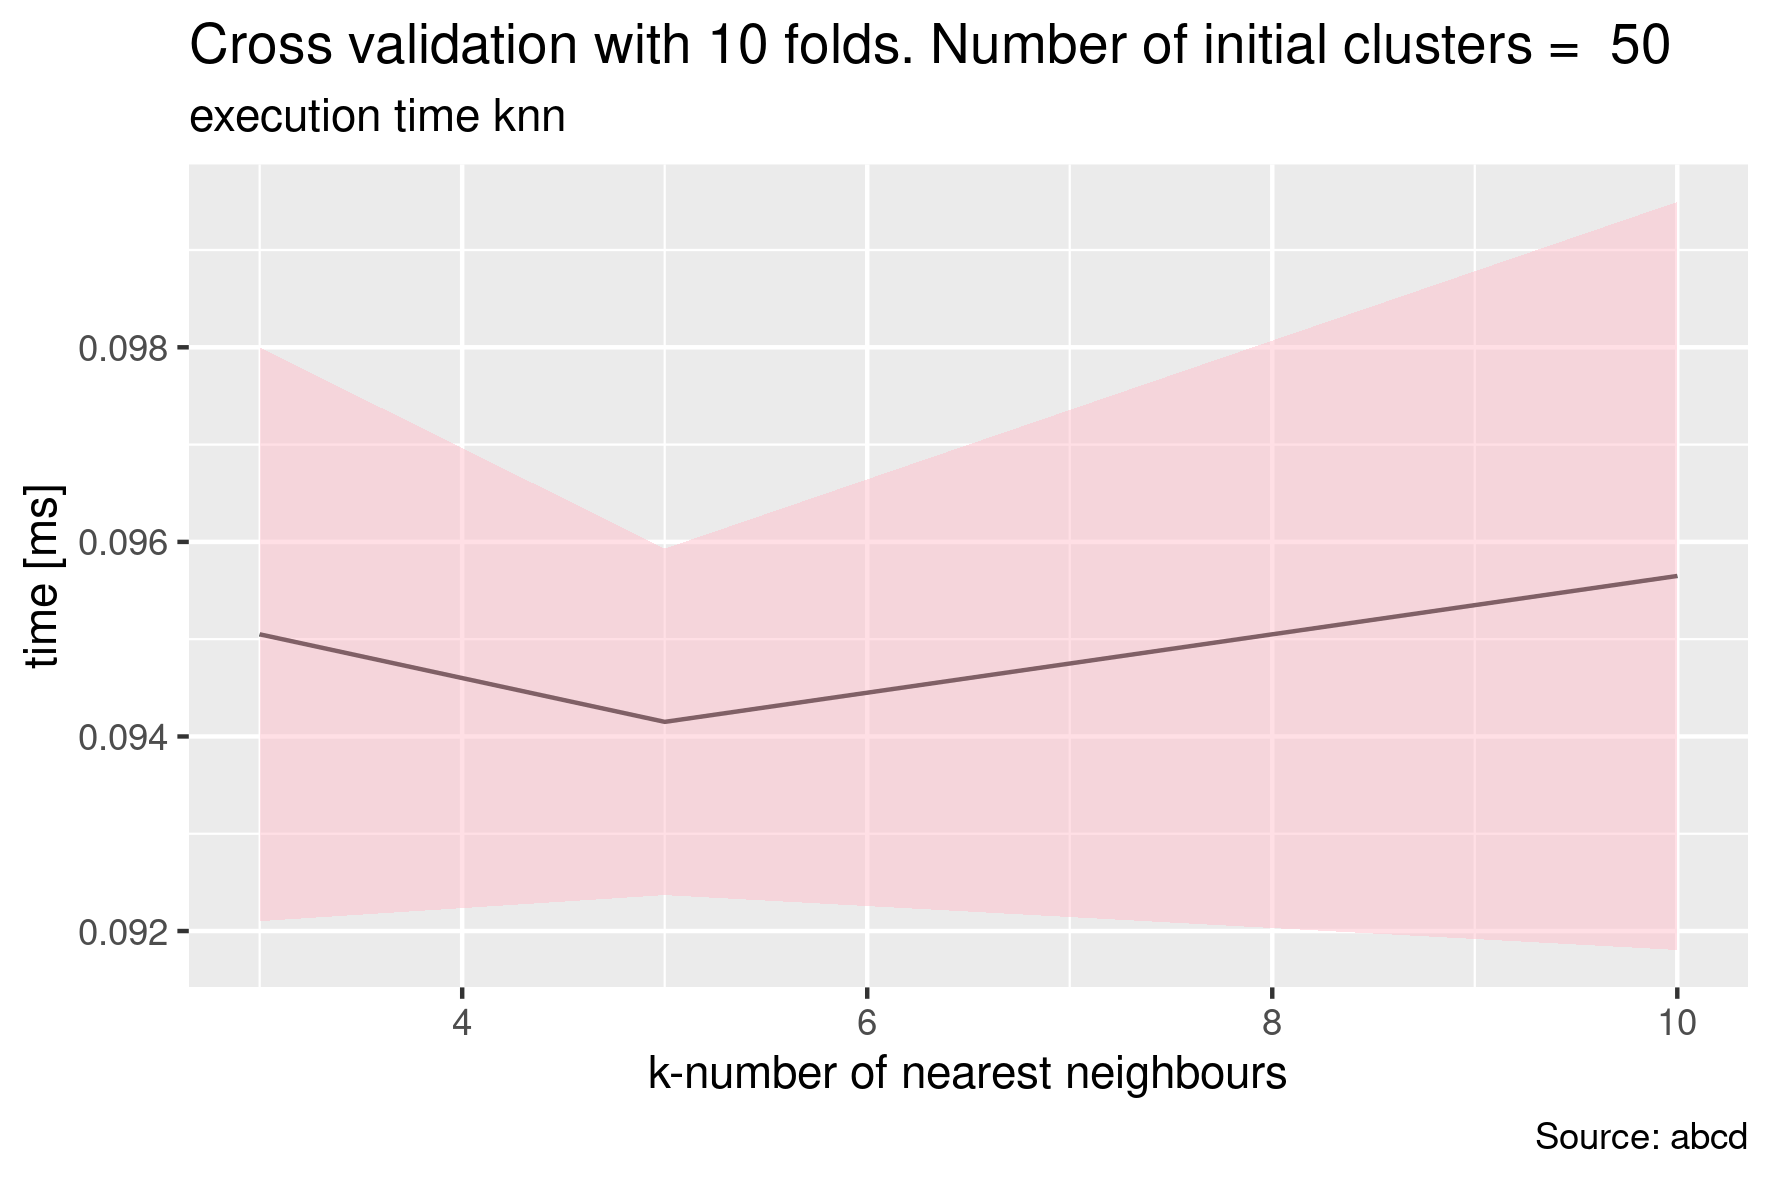 Cross validation with 10 folds. Number of initial clusters =  50
execution time knn
0.098
0.096
0.094
0.092
time [ms]
4 6 8 10
k-number of nearest neighbours
Source: abcd